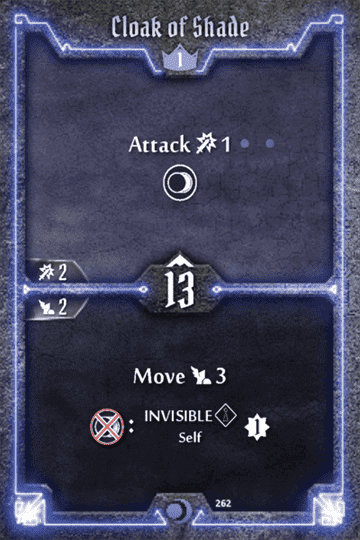 Cloak of Shade
1
Attack 1
2
13
2
Move 3
: INVISIBLE 1
Self
262